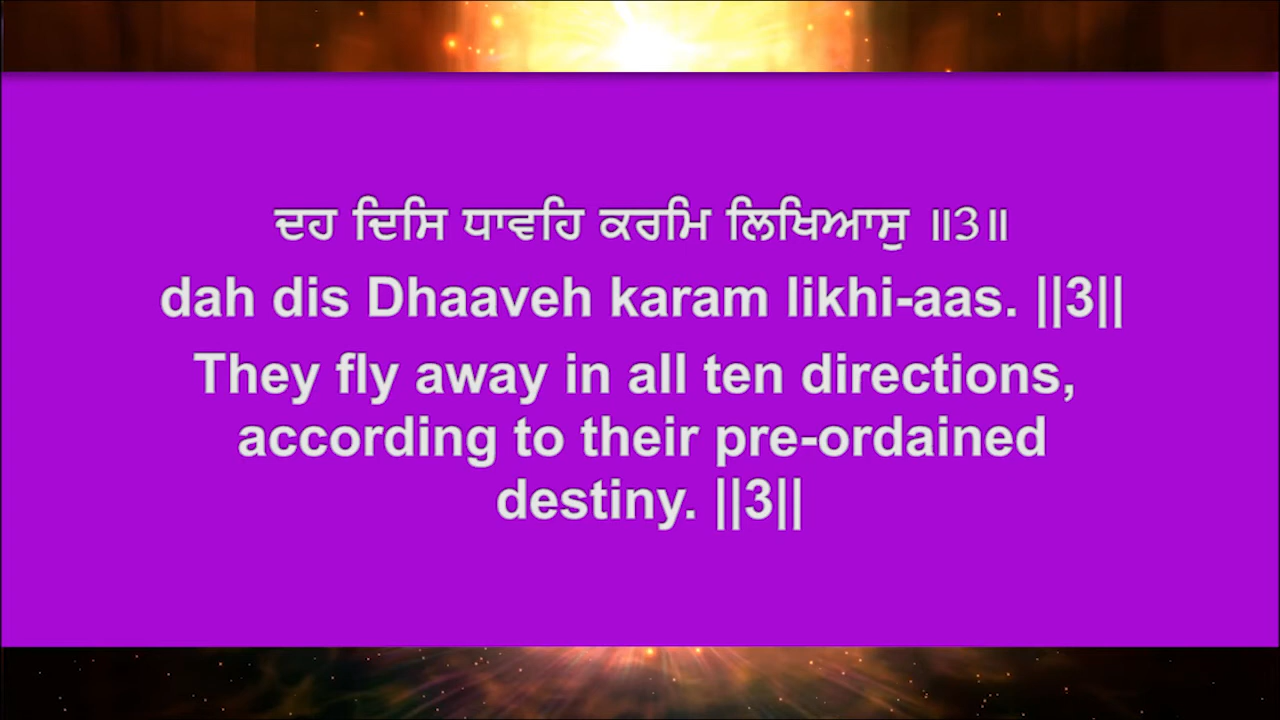 ਦਹ ਦਿਸਿ ਧਾਵਹਿ ਕਰਮਿ ਲਿਖਿਆਸੁ ॥3॥
dah dis Dhaaveh karam likhi-aas. ||3||
They fly away in all ten directions,
according to their pre-ordained
destiny. ||3||